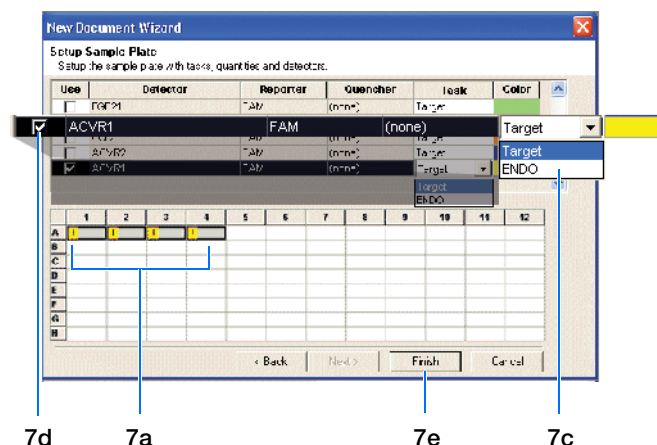 New Document Wizard
Setup Sample Plate
Setup the sample plate with tasks, quantities and detectors.
Use Detector Reporter Quencher Task Color
FGF21 FAM (none) Target
ACVR1 FAM (none) Target
Target
ENDO
FAM (none) Target
ACVR2 FAM (none) Target
ACVR1 FAM (none) Target
Target
ENDO
1 2 3 4 5 6 7 8 9 10 11 12
A
B
C
D
E
F
G
H
< Back Next > Finish Cancel
7d 7a 7e 7c